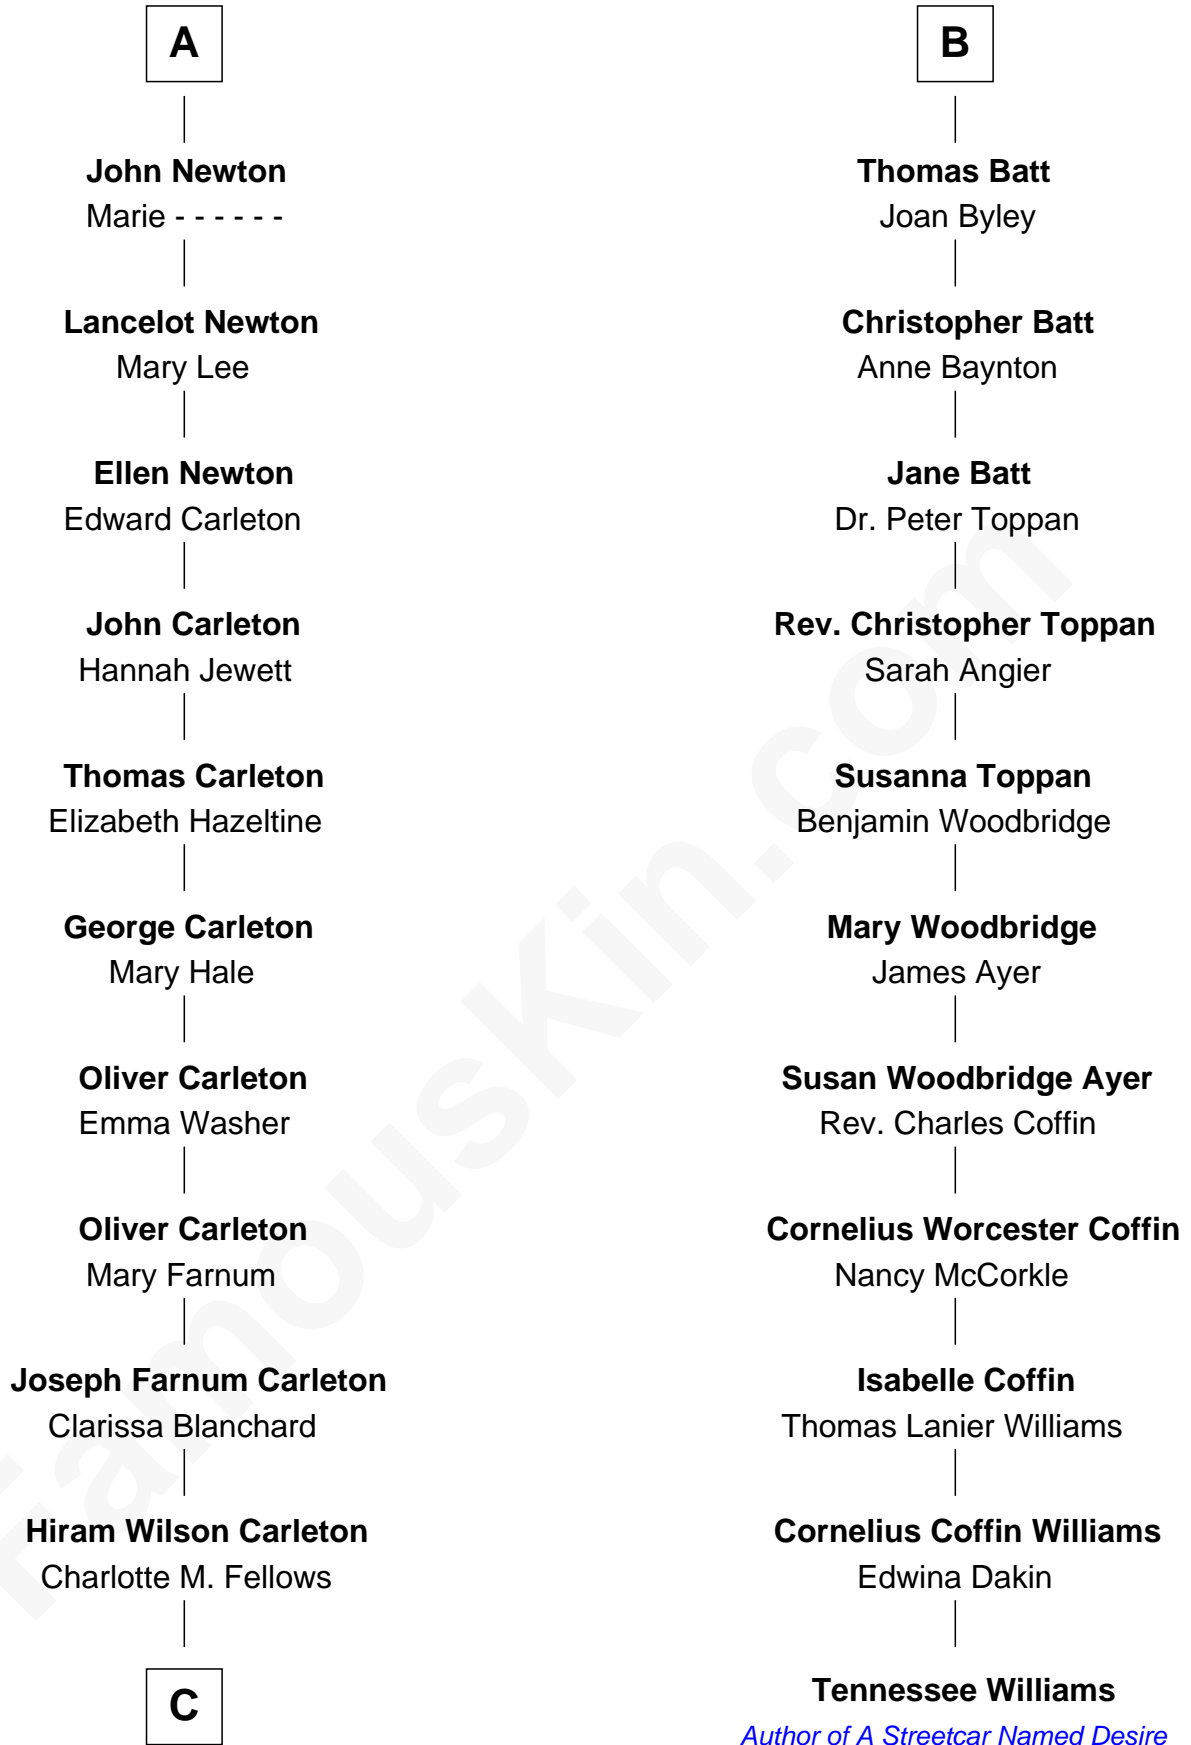 A
John Newton
Marie - - - - - -
Lancelot Newton
Mary Lee
Ellen Newton
Edward Carleton
John Carleton
Hannah Jewett
Thomas Carleton
Elizabeth Hazeltine
George Carleton
Mary Hale
Oliver Carleton
Emma Washer
Oliver Carleton
Mary Farnum
Joseph Farnum Carleton
Clarissa Blanchard
Hiram Wilson Carleton
Charlotte M. Fellows
C
B
Thomas Batt
Joan Byley
Christopher Batt
Anne Baynton
Jane Batt
Dr. Peter Toppan
Rev. Christopher Toppan
Sarah Angier
Susanna Toppan
Benjamin Woodbridge
Mary Woodbridge
James Ayer
Susan Woodbridge Ayer
Rev. Charles Coffin
Cornelius Worcester Coffin
Nancy McCorkle
Isabelle Coffin
Thomas Lanier Williams
Cornelius Coffin Williams
Edwina Dakin
Tennessee Williams
Author of A Streetcar Named Desire
FamousKin.com